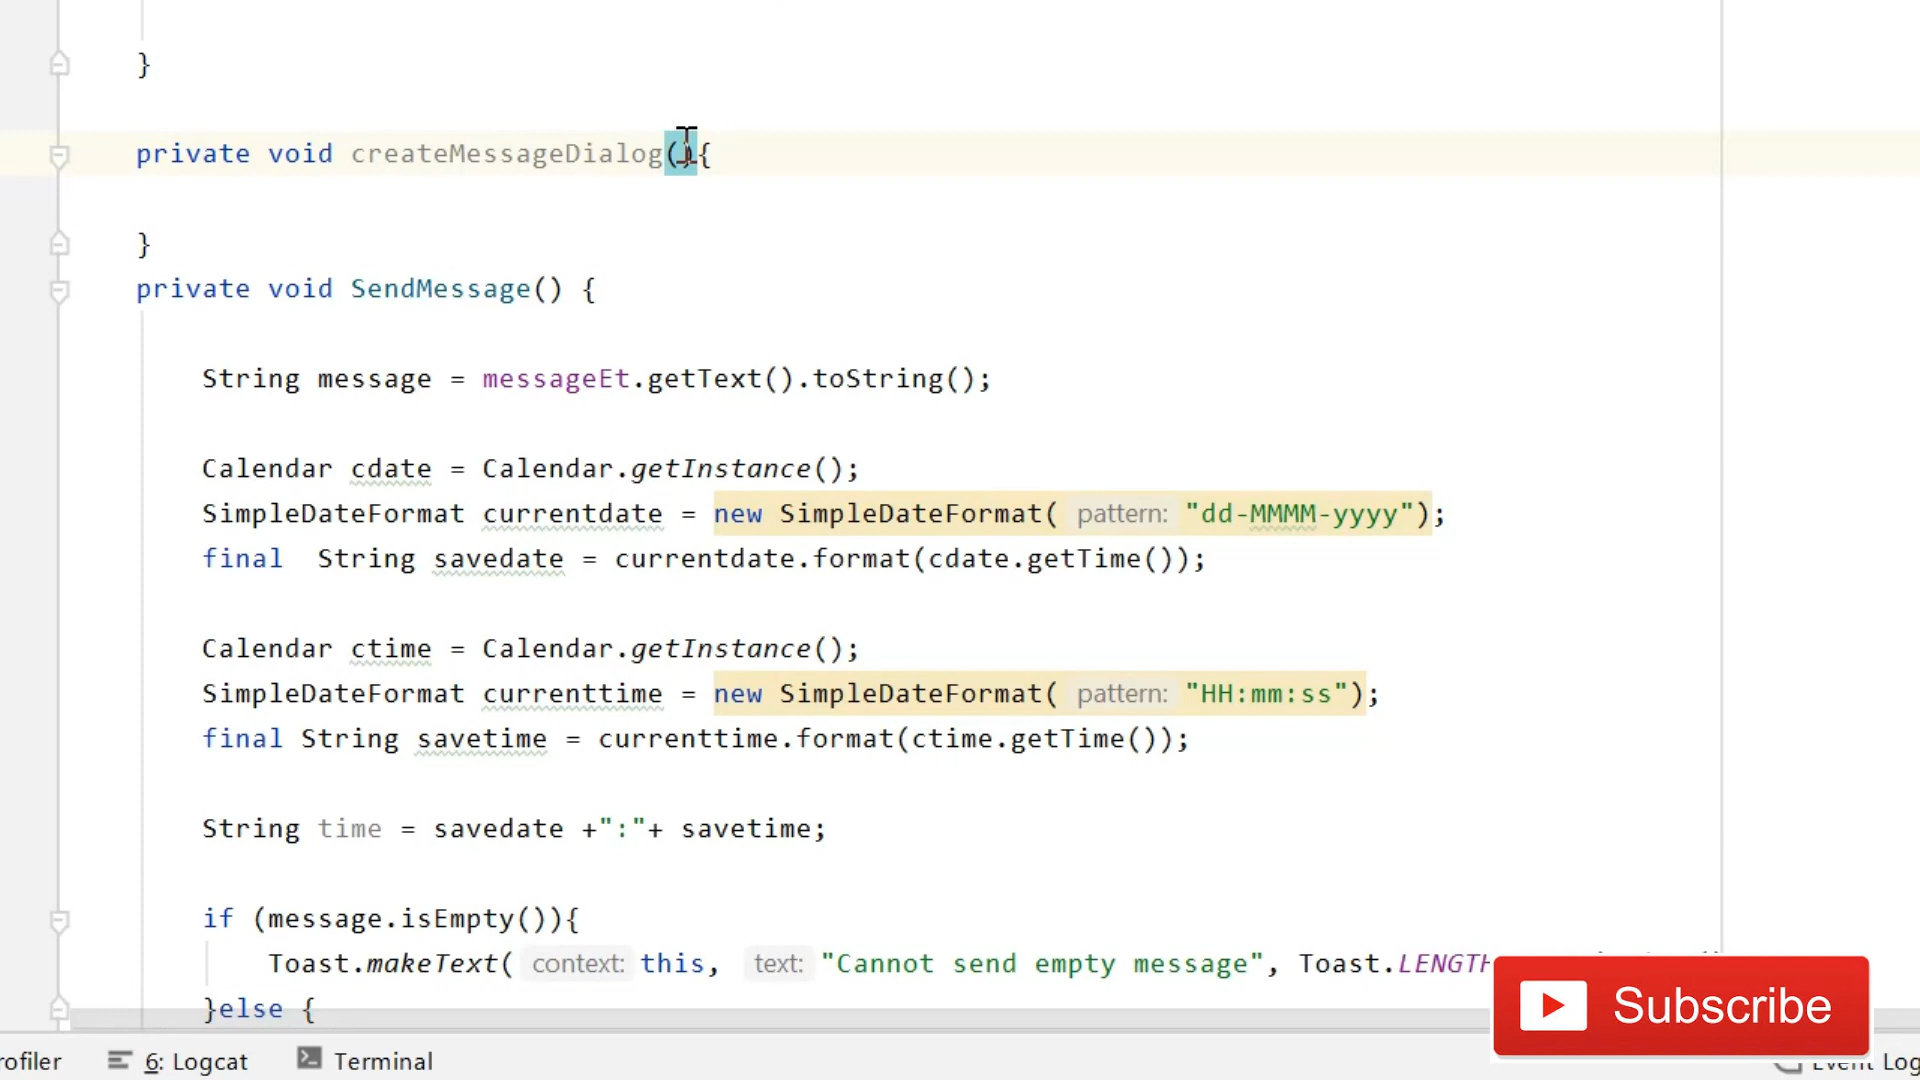 }
private void createMessageDialog(){
}
private void SendMessage() {
String message = messageEt.getText().toString();
Calendar cdate = Calendar.getInstance();
SimpleDateFormat currentdate = new SimpleDateFormat( pattern: "dd-MMMM-yyyy");
final  String savedate = currentdate.format(cdate.getTime());
Calendar ctime = Calendar.getInstance();
SimpleDateFormat currenttime = new SimpleDateFormat( pattern: "HH:mm:ss");
final String savetime = currenttime.format(ctime.getTime());
String time = savedate +":"+ savetime;
if (message.isEmpty()){
Toast.makeText( context: this, text: "Cannot send empty message", Toast.LENGTH
}else {
Subscribe
rofiler 6: Logcat Terminal Event Log